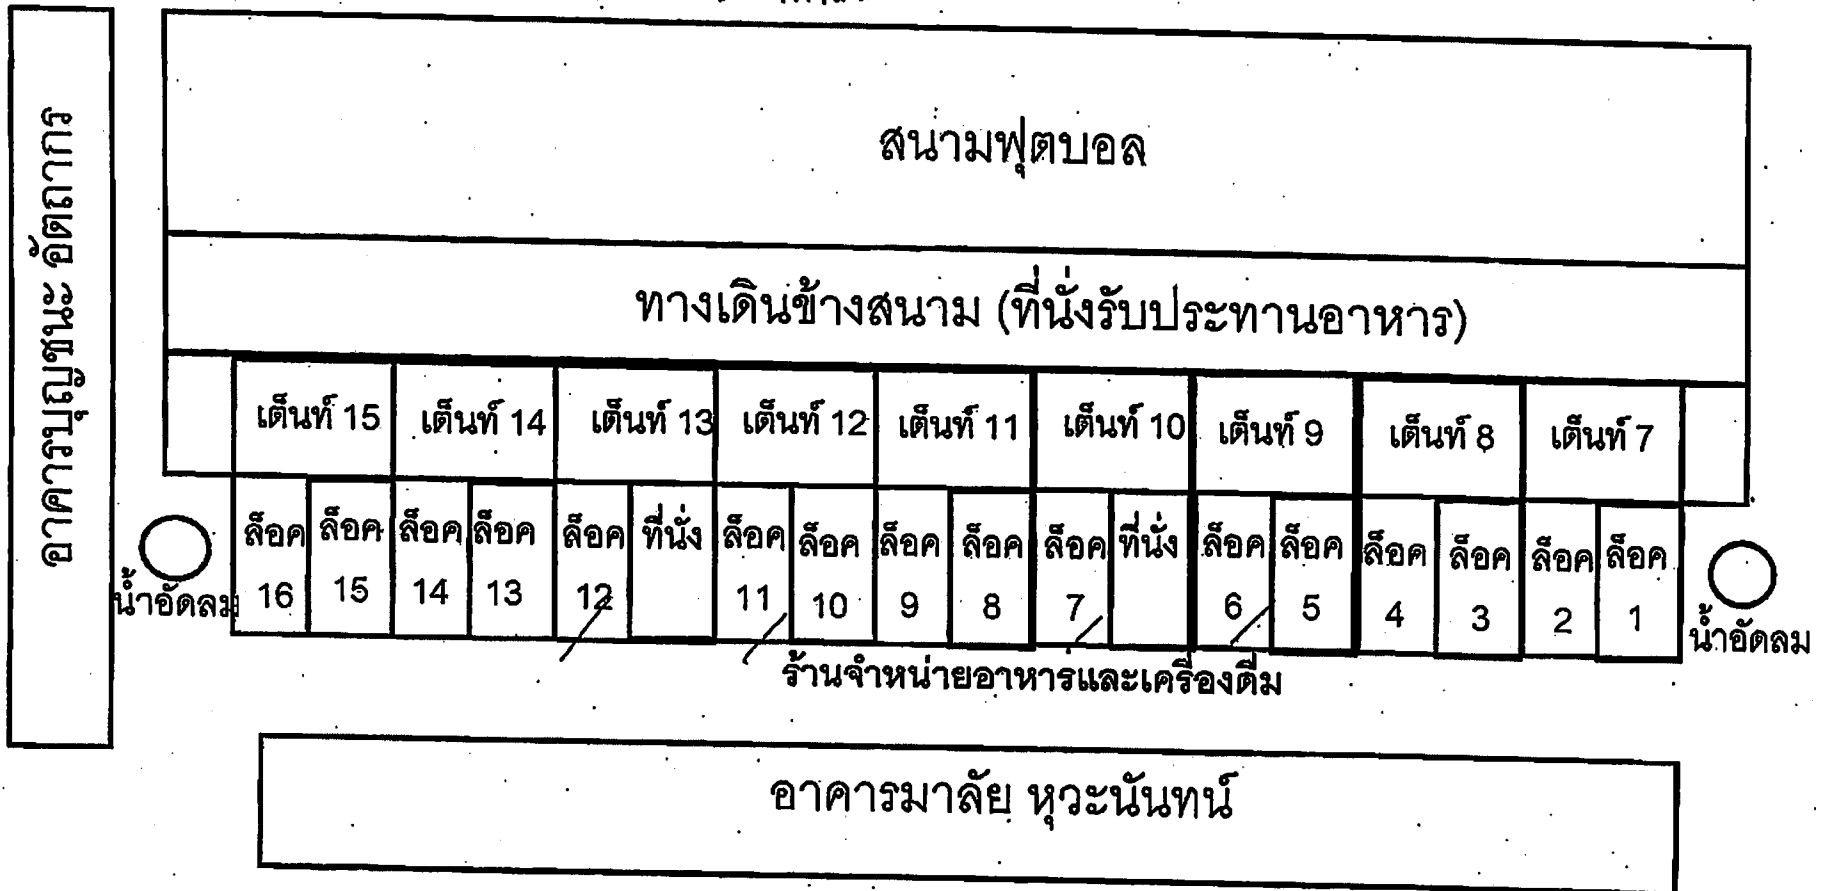 อาคารบุญชนะ อัตถากร
สนามฟุตบอล
ทางเดินข้างสนาม (ที่นั่งรับประทานอาหาร)
เต็นท์ 15 เต็นท์ 14 เต็นท์ 13 เต็นท์ 12 เต็นท์ 11 เต็นท์ 10 เต็นท์ 9 เต็นท์ 8 เต็นท์ 7
ล็อค ล็อค ล็อค ล็อค ล็อค ที่นั่ง ล็อค ล็อค ล็อค ล็อค ล็อค ที่นั่ง ล็อค ล็อค ล็อค ล็อค ล็อค ล็อค
16 15 14 13 12 11 10 9 8 7 6 5 4 3 2 1
น้ำอัดลม น้ำอัดลม
ร้านจำหน่ายอาหารและเครื่องดื่ม
อาคารมาลัย หุวะนันทน์